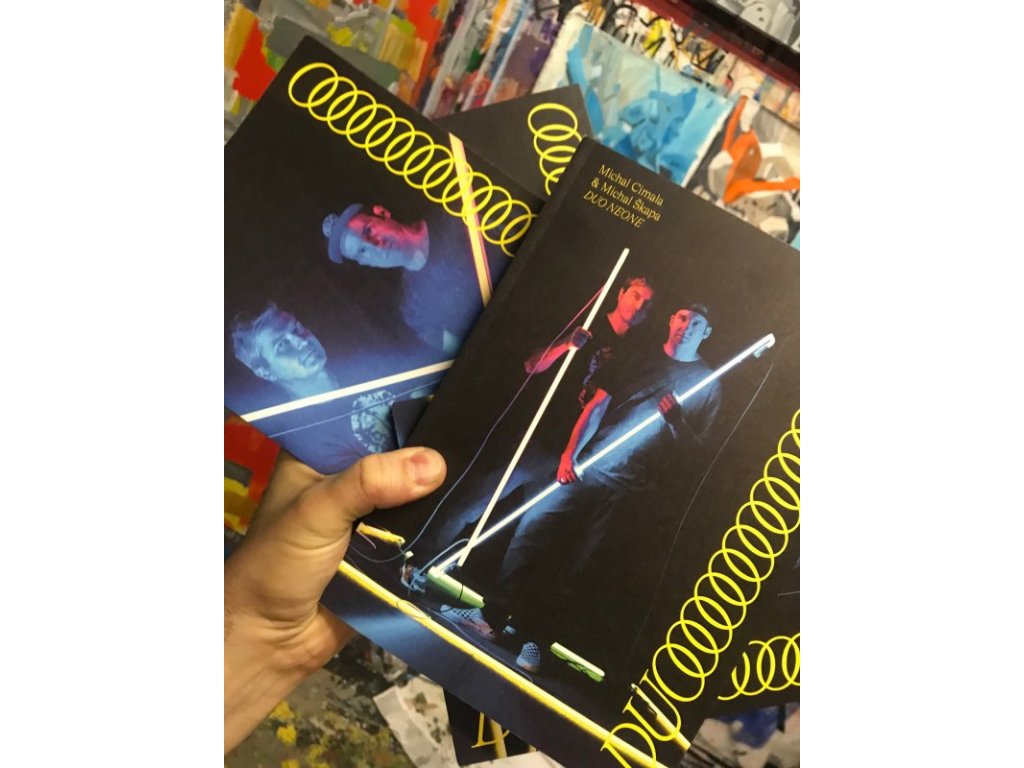 Michal Cimala
& Michal Škapa
DUO NEONE
DUO